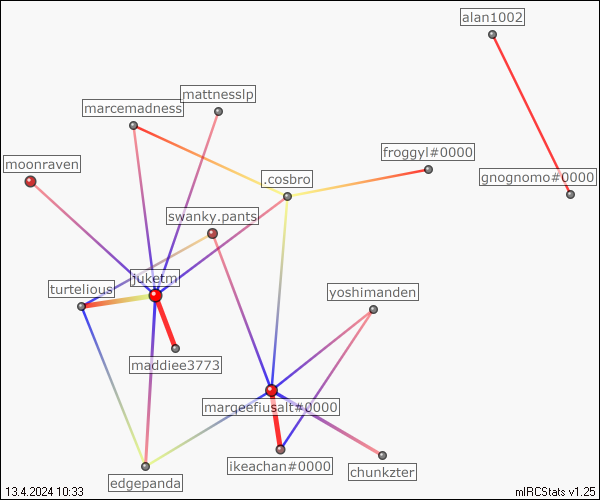 alan1002
mattnesslp
marcemadness
froggyl#0000
moonraven
gnognomo#0000
.cosbro
swanky.pants
juketm
turtelious
yoshimanden
maddiee3773
marqeefiusalt#0000
ikeachan#0000
chunkzter
edgepanda
13.4.2024 10:33
mIRCStats v1.25